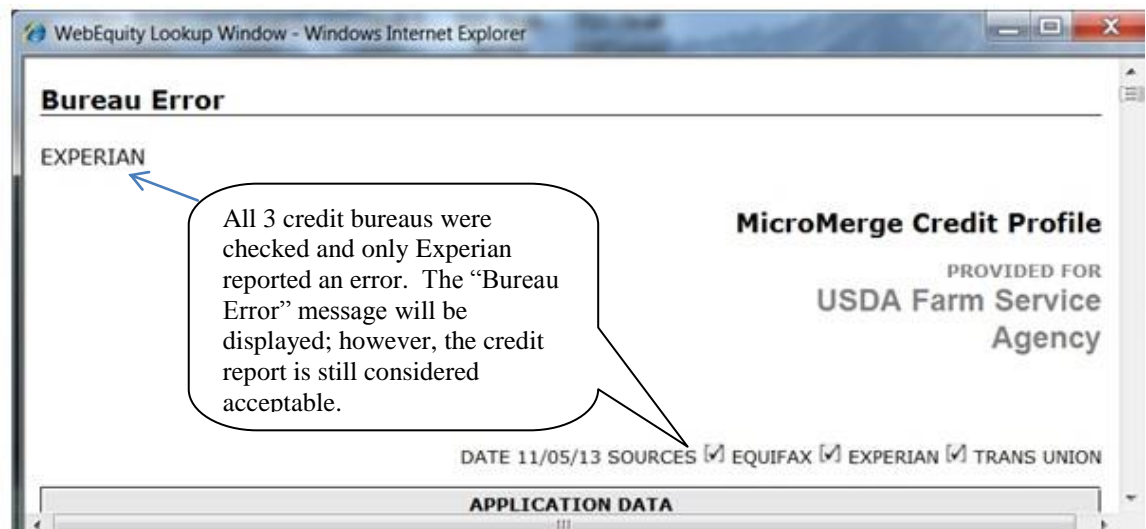 WebEquity Lookup Window - Windows Internet Explorer
Bureau Error
EXPERIAN
All 3 credit bureaus were
checked and only Experian
reported an error.  The “Bureau
Error” message will be
displayed; however, the credit
report is still considered
acceptable.
MicroMerge Credit Profile
PROVIDED FOR
USDA Farm Service
Agency
DATE 11/05/13 SOURCES ☑ EQUIFAX ☑ EXPERIAN ☑ TRANS UNION
APPLICATION DATA